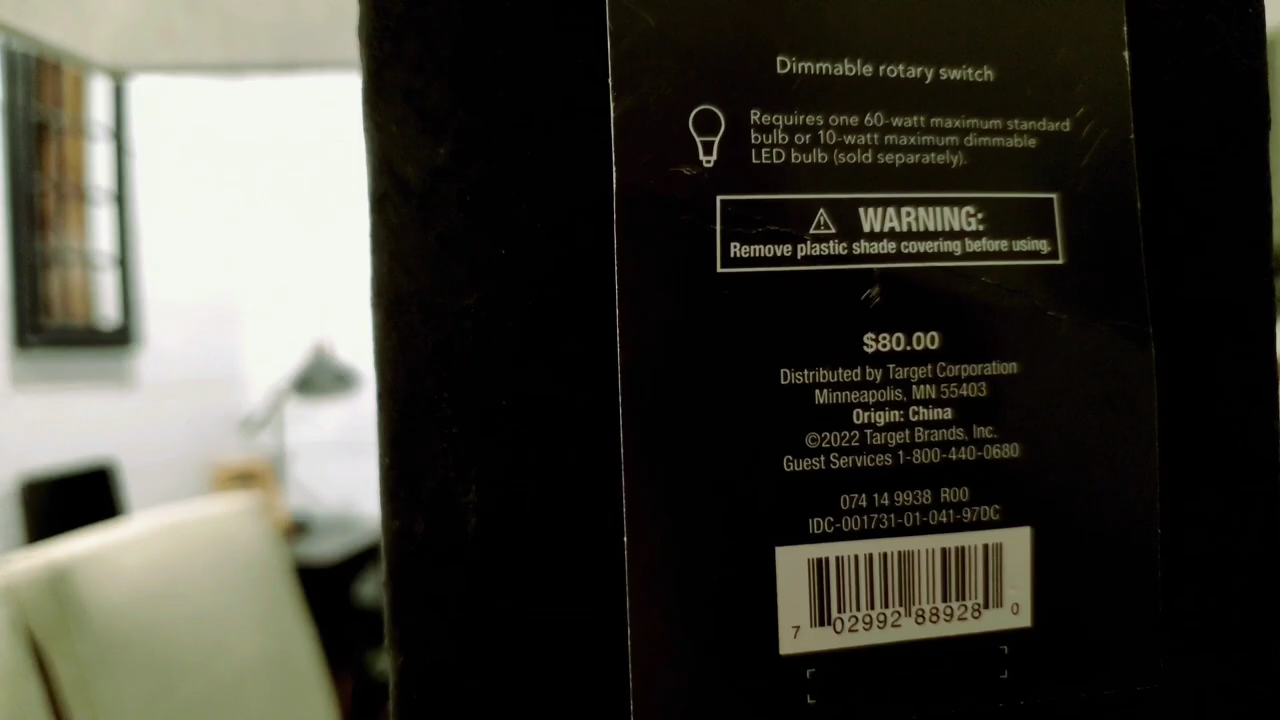 Dimmable rotary switch
Requires one 60-watt maximum standard
bulb or 10-watt maximum dimmable
LED bulb (sold separately).
WARNING:
Remove plastic shade covering before using.
$80.00
Distributed by Target Corporation
Minneapolis, MN 55403
Origin: China
©2022 Target Brands, Inc.
Guest Services 1-800-440-0680
074 14 9938 R00
IDC-001731-01-041-97DC
7 02992 88928 0